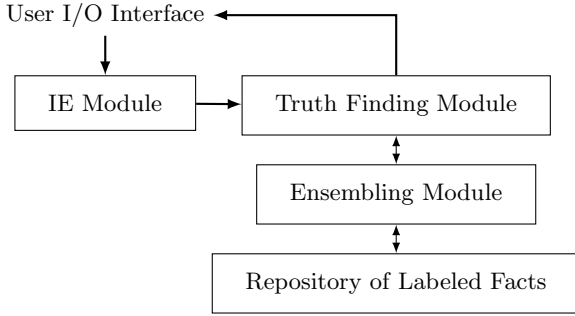 User I/O Interface
IE Module
Truth Finding Module
Ensembling Module
Repository of Labeled Facts